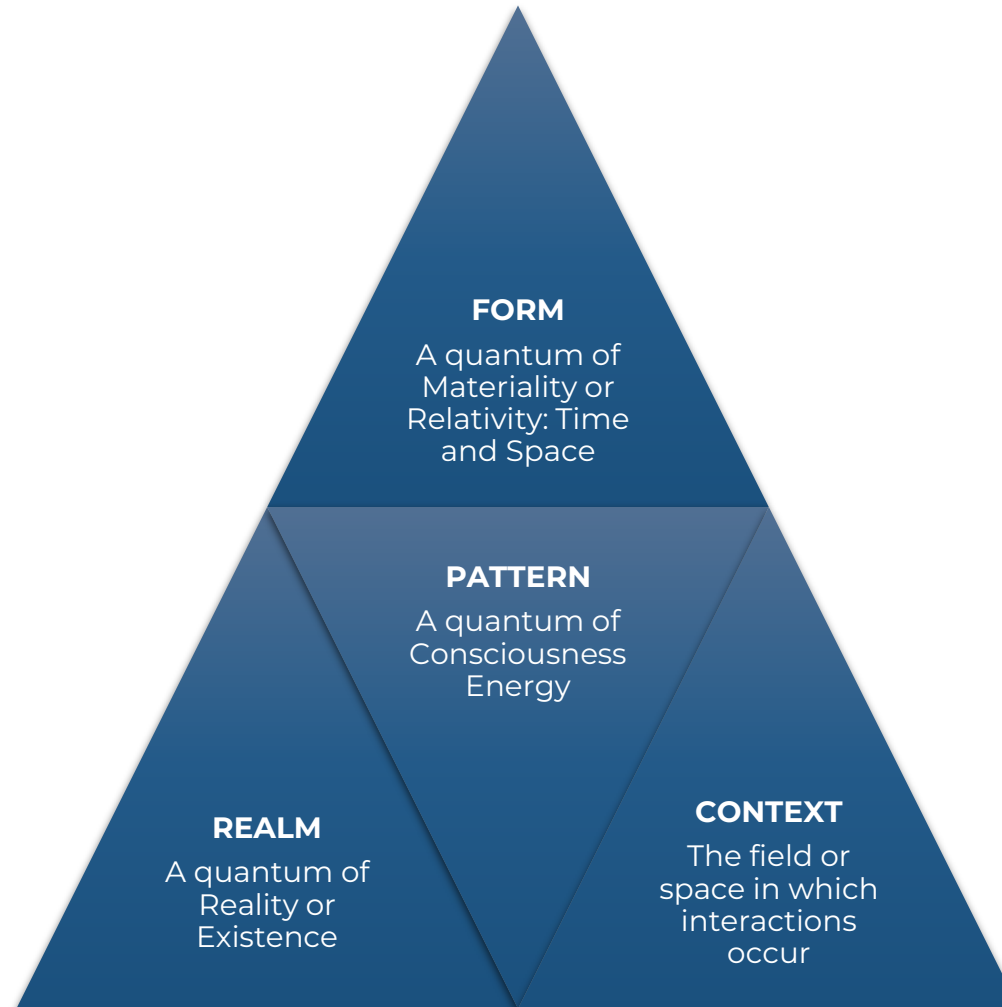 FORM
A quantum of
Materiality or
Relativity: Time
and Space
PATTERN
A quantum of
Consciousness
Energy
REALM
A quantum of
Reality or
Existence
CONTEXT
The field or
space in which
interactions
occur